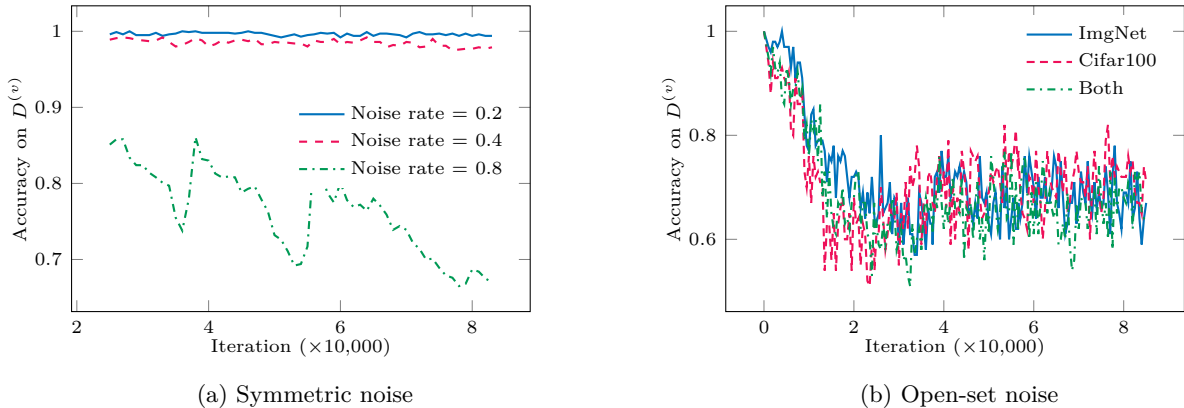 Accuracy on D^(v)
1
0.9
0.8
0.7
2 4 6 8
Iteration (×10,000)
Noise rate = 0.2
Noise rate = 0.4
Noise rate = 0.8
(a) Symmetric noise
Accuracy on D^(v)
1
0.8
0.6
0 2 4 6 8
Iteration (×10,000)
ImgNet
Cifar100
Both
(b) Open-set noise